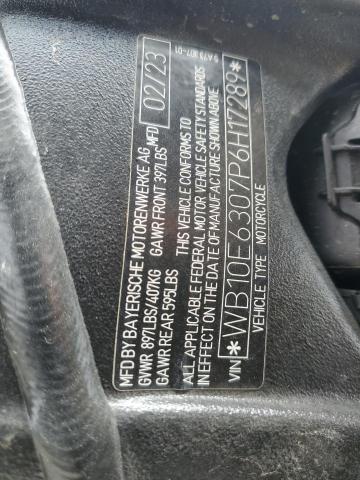 MFD BY BAYERISCHE MOTORENWERKE AG MFD 02/23
GVWR 897LBS/407KG GAWR FRONT 397LBS
GAWR REAR 595LBS
THIS VEHICLE CONFORMS TO
ALL APPLICABLE FEDERAL MOTOR VEHICLE SAFETY STANDARDS
IN EFFECT ON THE DATE OF MANUFACTURE SHOWN ABOVE
VIN *WB10E6307P6H17289*
VEHICLE TYPE MOTORCYCLE